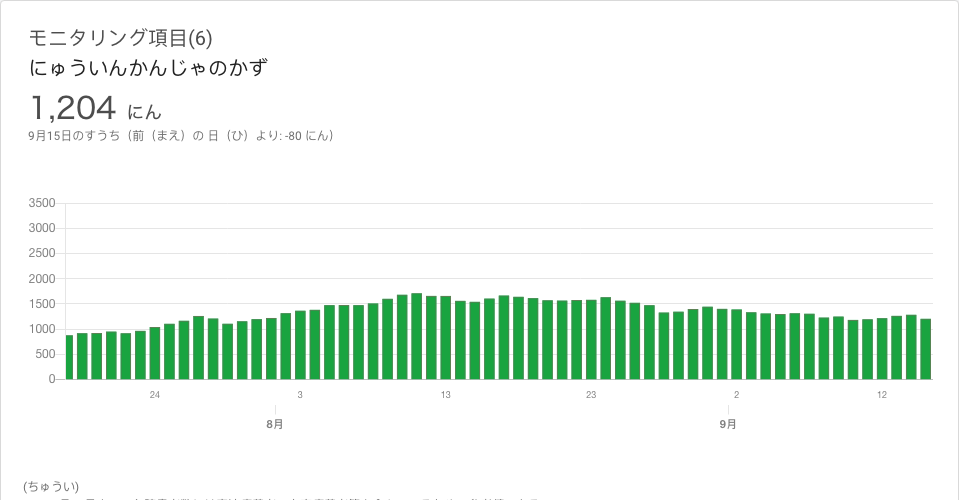 モニタリング項目(6)
にゅういんかんじゃのかず
1,204 にん
9月15日のすうち（前（まえ）の 日（ひ）より: -80 にん）
3500
3000
2500
2000
1500
1000
500
0
24
3
13
23
2
12
8月
9月
(ちゅうい)